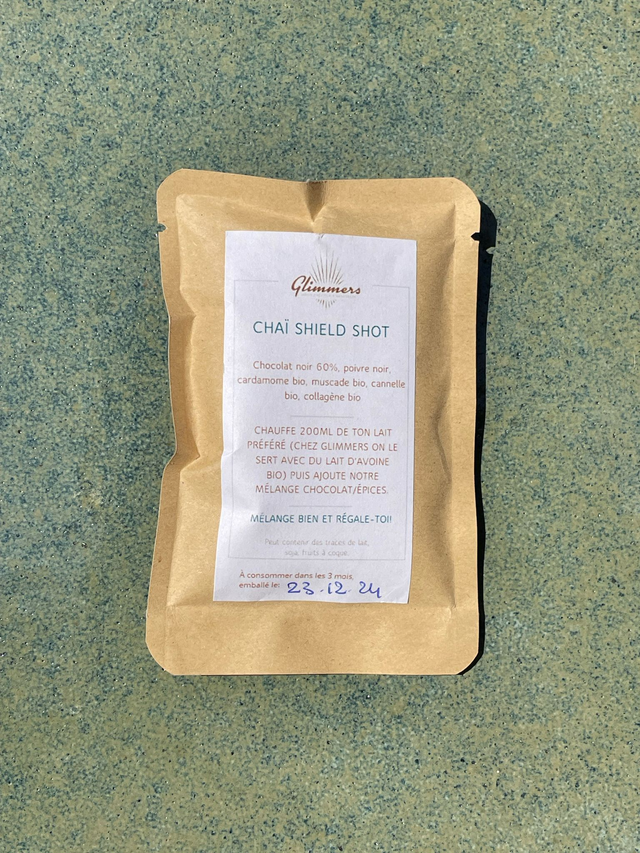 Glimmers
CHAÏ SHIELD SHOT
Chocolat noir 60%, poivre noir,
cardamome bio, muscade bio, cannelle
bio, collagène bio
CHAUFFE 200ML DE TON LAIT
PRÉFÉRÉ (CHEZ GLIMMERS ON LE
SERT AVEC DU LAIT D'AVOINE
BIO) PUIS AJOUTE NOTRE
MÉLANGE CHOCOLAT/ÉPICES.
MÉLANGE BIEN ET RÉGALE-TOI!
Peut contenir des traces de lait,
soja, fruits à coque.
À consommer dans les 3 mois,
emballé le: 23.12.24